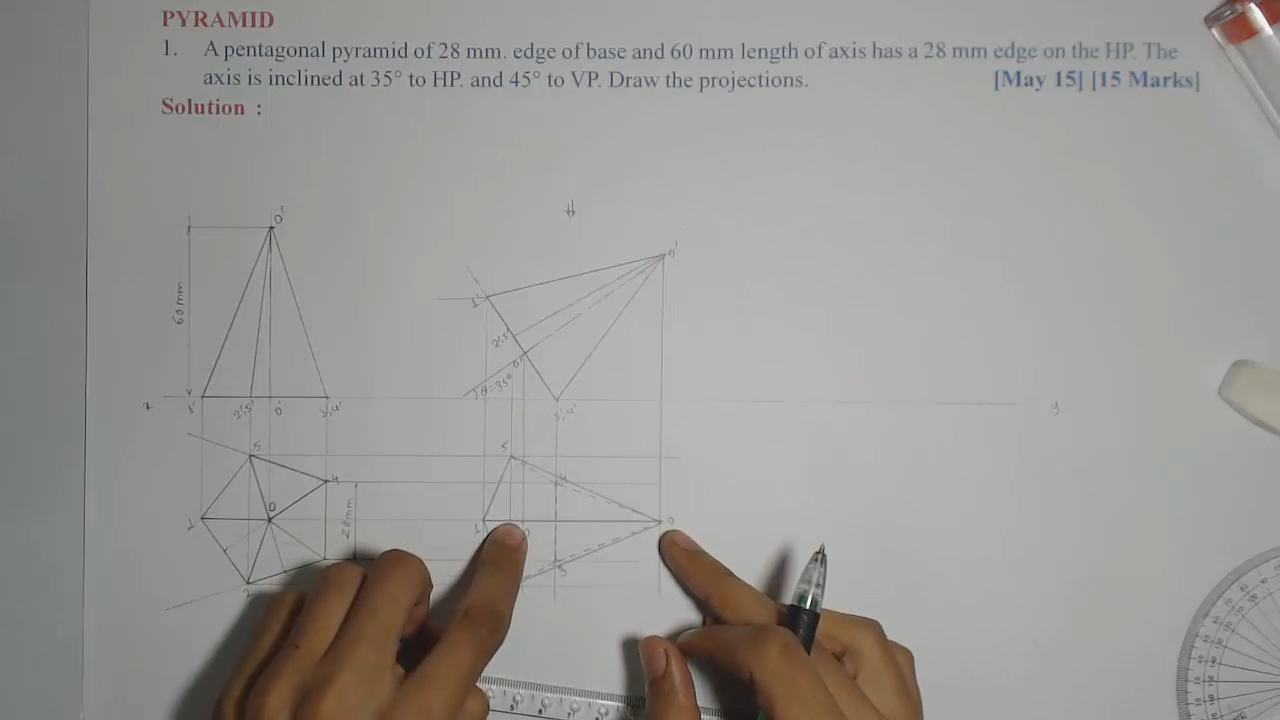 PYRAMID
1. A pentagonal pyramid of 28 mm. edge of base and 60 mm length of axis has a 28 mm edge on the HP. The
axis is inclined at 35° to HP. and 45° to VP. Draw the projections. [May 15] [15 Marks]
Solution :
O'
O'
1'
60 mm
2',5'
O'
θ=35°
x 1' 2',5' O' 3',4' 3',4' y
5
5
4
4
O
28mm
1
1
O
O
3
2